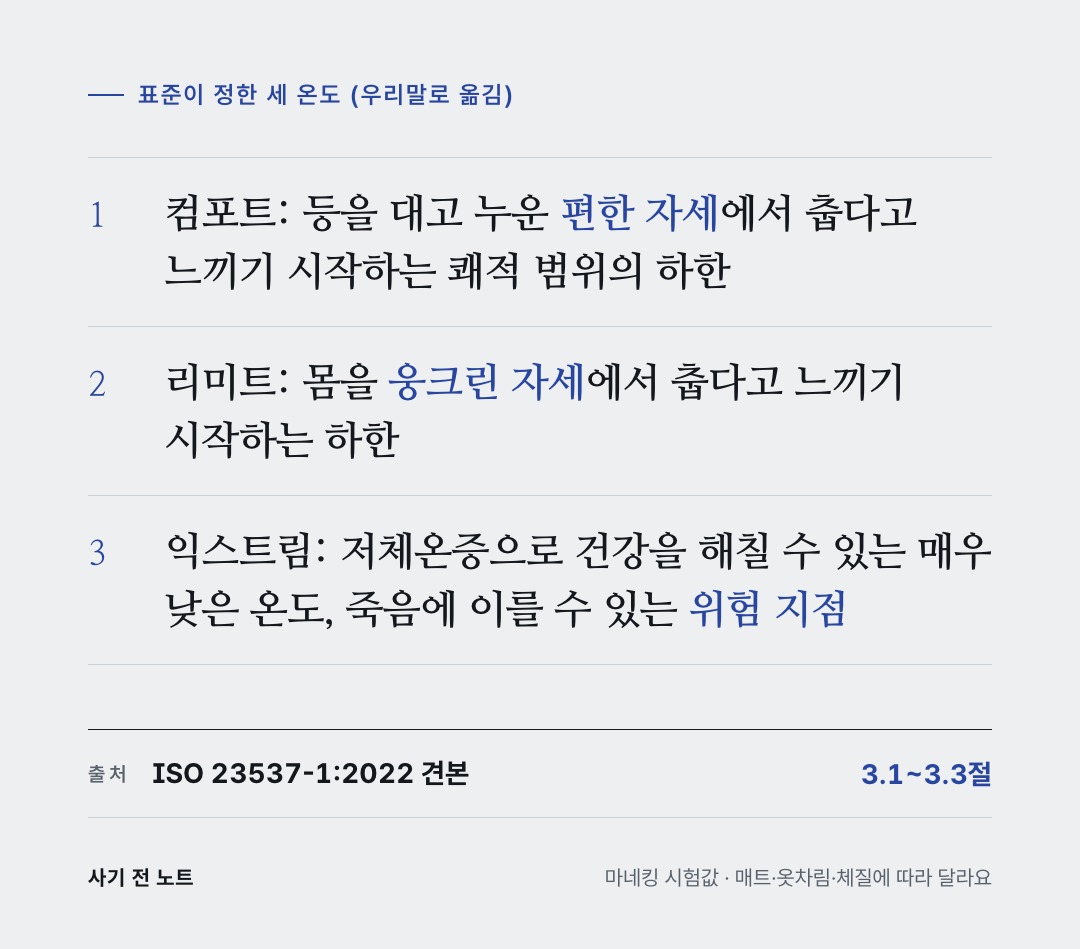 표준이 정한 세 온도 (우리말로 옮김)
1 컴포트: 등을 대고 누운 편한 자세에서 춥다고
느끼기 시작하는 쾌적 범위의 하한
2 리미트: 몸을 웅크린 자세에서 춥다고 느끼기
시작하는 하한
3 익스트림: 저체온증으로 건강을 해칠 수 있는 매우
낮은 온도, 죽음에 이를 수 있는 위험 지점
출처 ISO 23537-1:2022 견본 3.1~3.3절
사기 전 노트 마네킹 시험값 · 매트·옷차림·체질에 따라 달라요